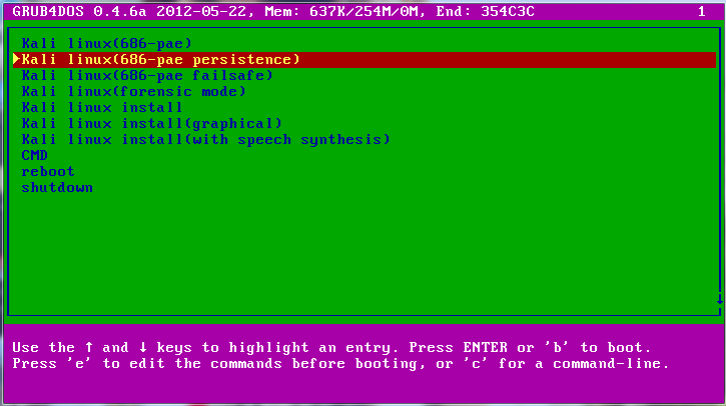 GRUB4DOS 0.4.6a 2012-05-22, Mem: 637K/254M/0M, End: 354C3C 1
Kali linux(686-pae)
Kali linux(686-pae persistence)
Kali linux(686-pae failsafe)
Kali linux(forensic mode)
Kali linux install
Kali linux install(graphical)
Kali linux install(with speech synthesis)
CMD
reboot
shutdown
Use the ↑ and ↓ keys to highlight an entry. Press ENTER or 'b' to boot.
Press 'e' to edit the commands before booting, or 'c' for a command-line.